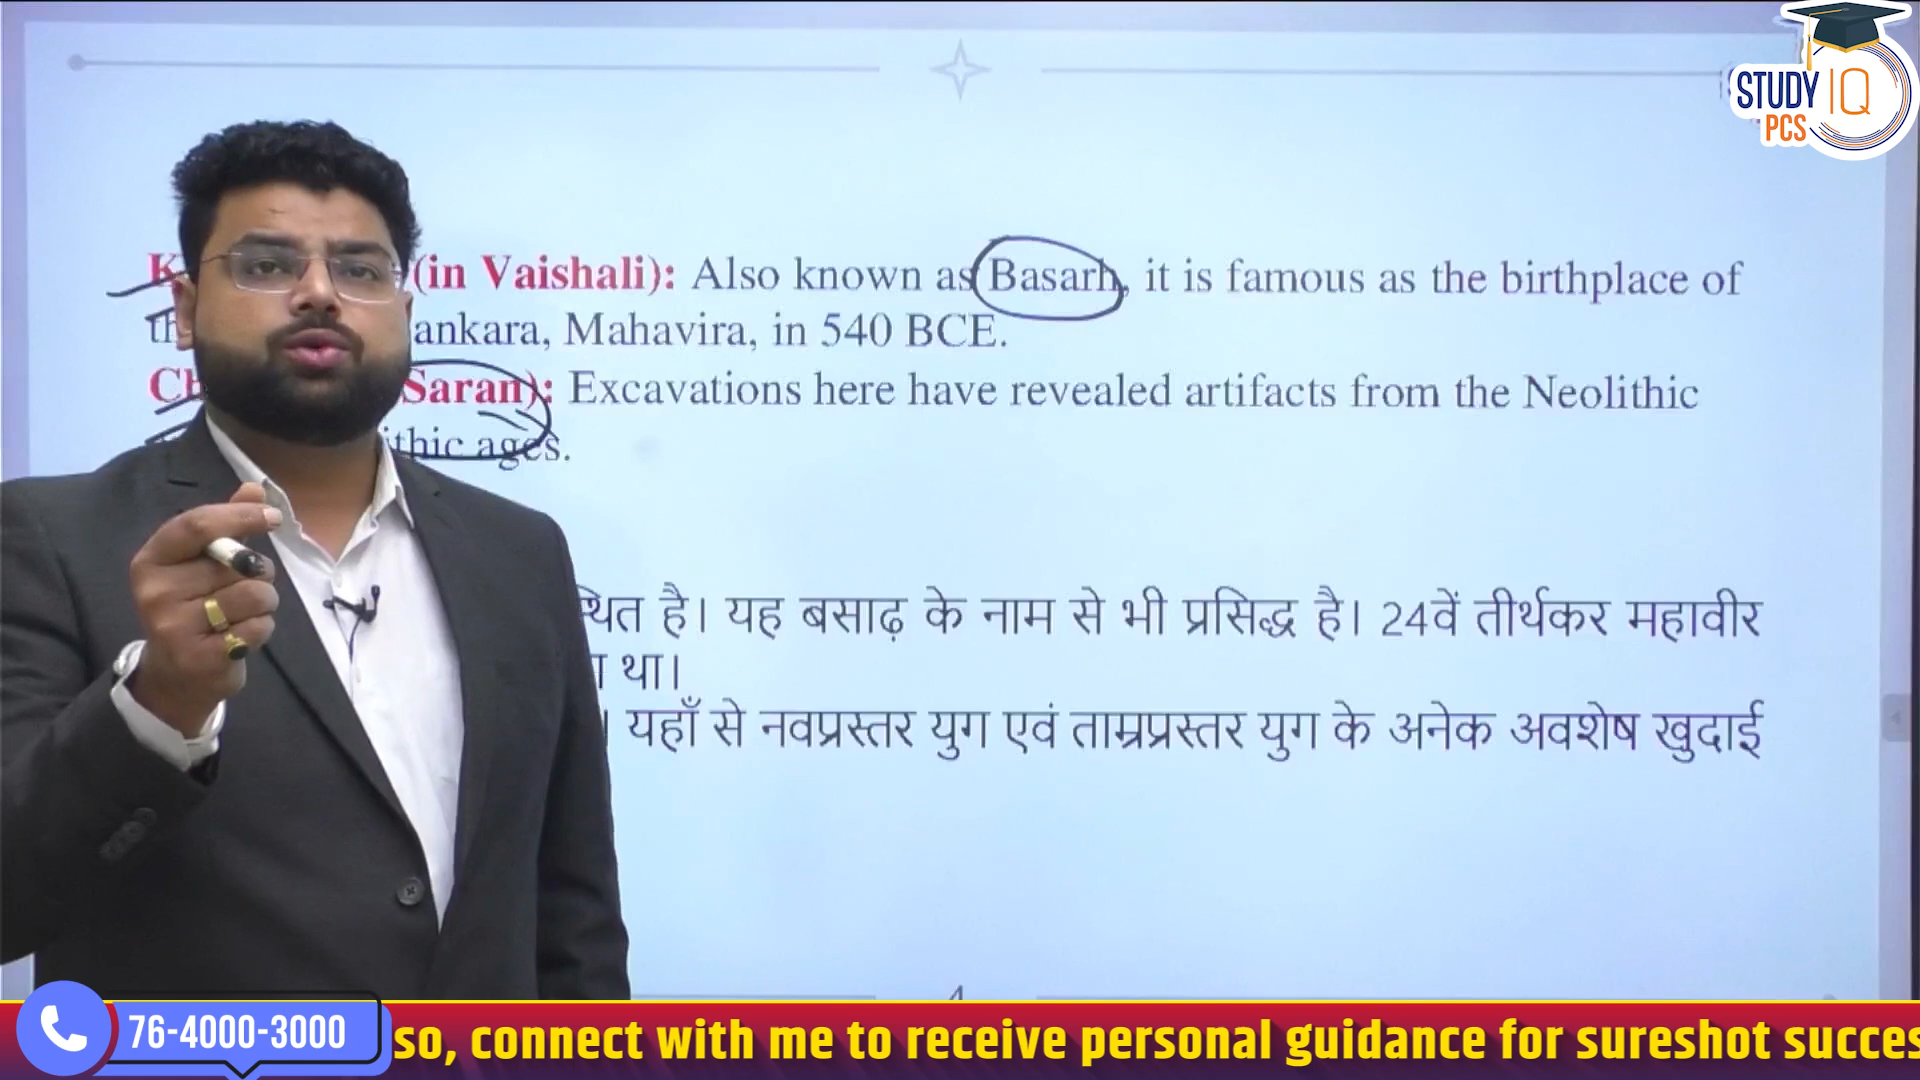 STUDY IQ
PCS
(in Vaishali): Also known as Basarh, it is famous as the birthplace of
ankara, Mahavira, in 540 BCE.
Saran): Excavations here have revealed artifacts from the Neolithic
ithic ages.
है। यह बसाढ़ के नाम से भी प्रसिद्ध है। 24वें तीर्थकर महावीर
था।
। यहाँ से नवप्रस्तर युग एवं ताम्रप्रस्तर युग के अनेक अवशेष खुदाई
76-4000-3000
so, connect with me to receive personal guidance for sureshot succes